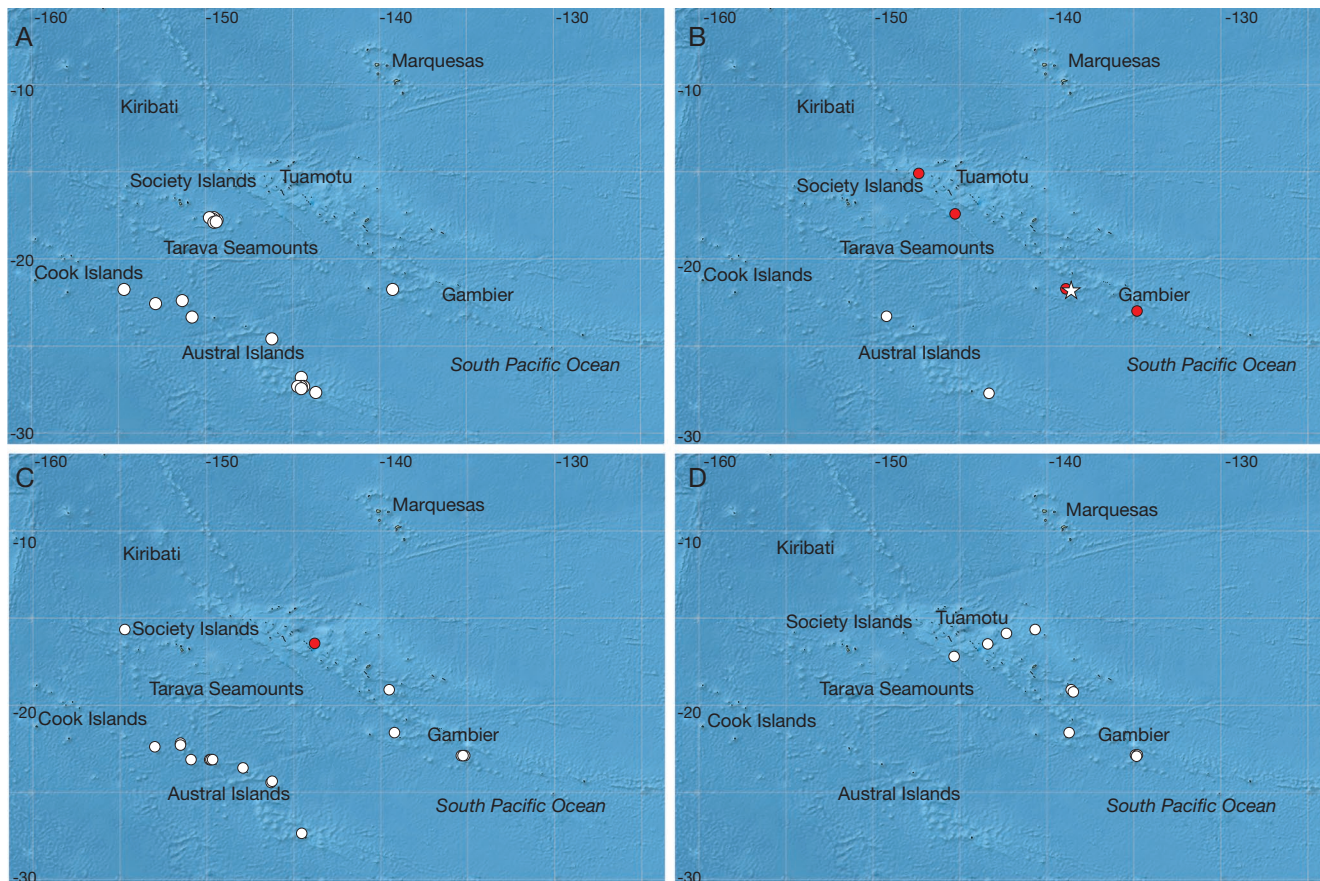 A
-160
-150
-140
-130
Marquesas
-10
Kiribati
Society Islands
Tuamotu
Tarava Seamounts
-20
Cook Islands
Gambier
Austral Islands
South Pacific Ocean
-30
B
-160
-150
-140
-130
Marquesas
-10
Kiribati
Society Islands
Tuamotu
Tarava Seamounts
-20
Cook Islands
Gambier
Austral Islands
South Pacific Ocean
-30
C
-160
-150
-140
-130
Marquesas
-10
Kiribati
Society Islands
Tarava Seamounts
-20
Cook Islands
Gambier
Austral Islands
South Pacific Ocean
-30
D
-160
-150
-140
-130
Marquesas
-10
Kiribati
Society Islands
Tuamotu
Tarava Seamounts
-20
Cook Islands
Gambier
Austral Islands
South Pacific Ocean
-30